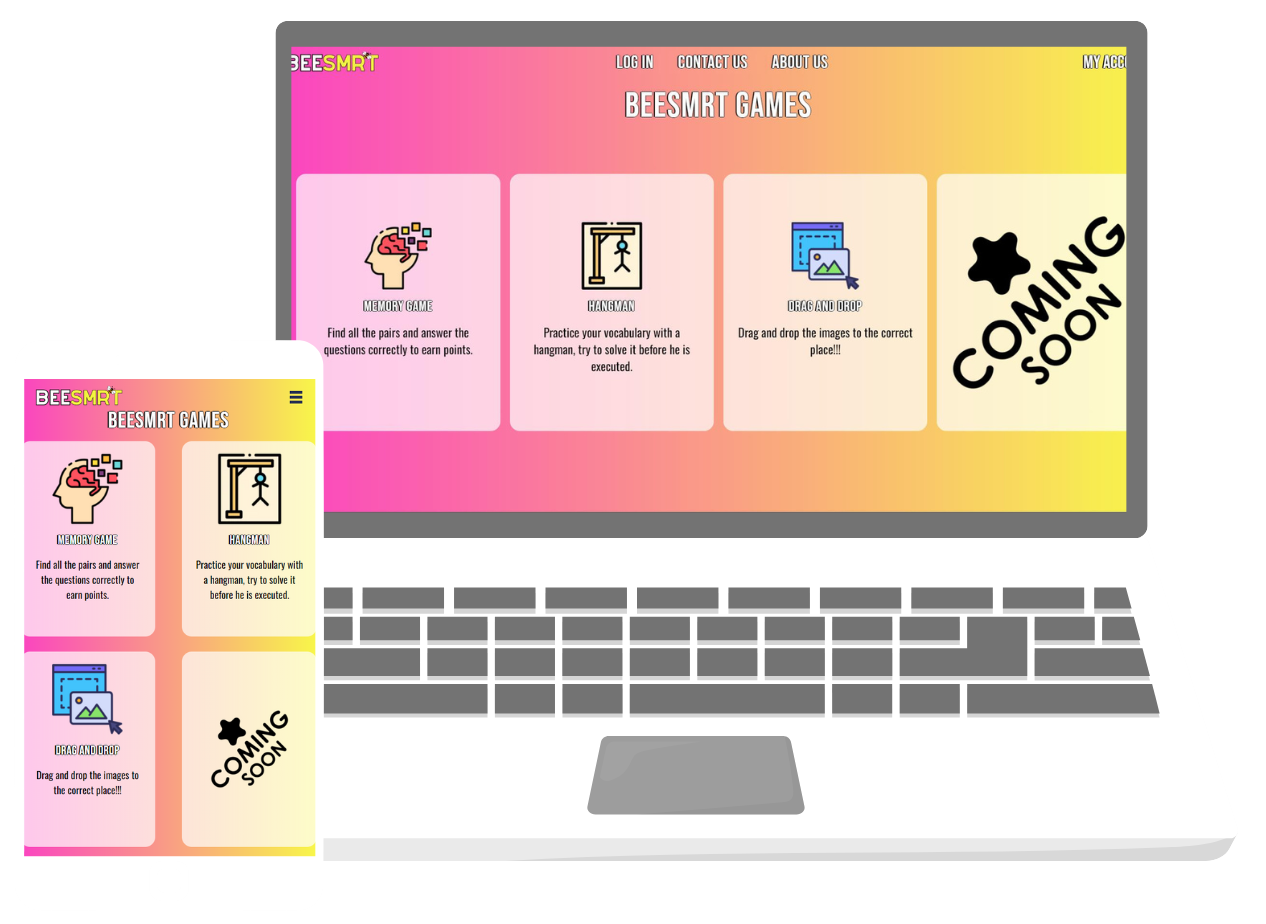 BEESMRT
LOG IN CONTACT US ABOUT US
MY ACCO
BEESMRT GAMES
MEMORY GAME
Find all the pairs and answer the
questions correctly to earn points.
HANGMAN
Practice your vocabulary with a
hangman, try to solve it before he is
executed.
DRAG AND DROP
Drag and drop the images to the correct
place!!!
COMING
SOON
BEESMRT
BEESMRT GAMES
MEMORY GAME
Find all the pairs and answer
the questions correctly to
earn points.
HANGMAN
Practice your vocabulary with
a hangman, try to solve it
before he is executed.
DRAG AND DROP
Drag and drop the images to
the correct place!!!
COMING
SOON